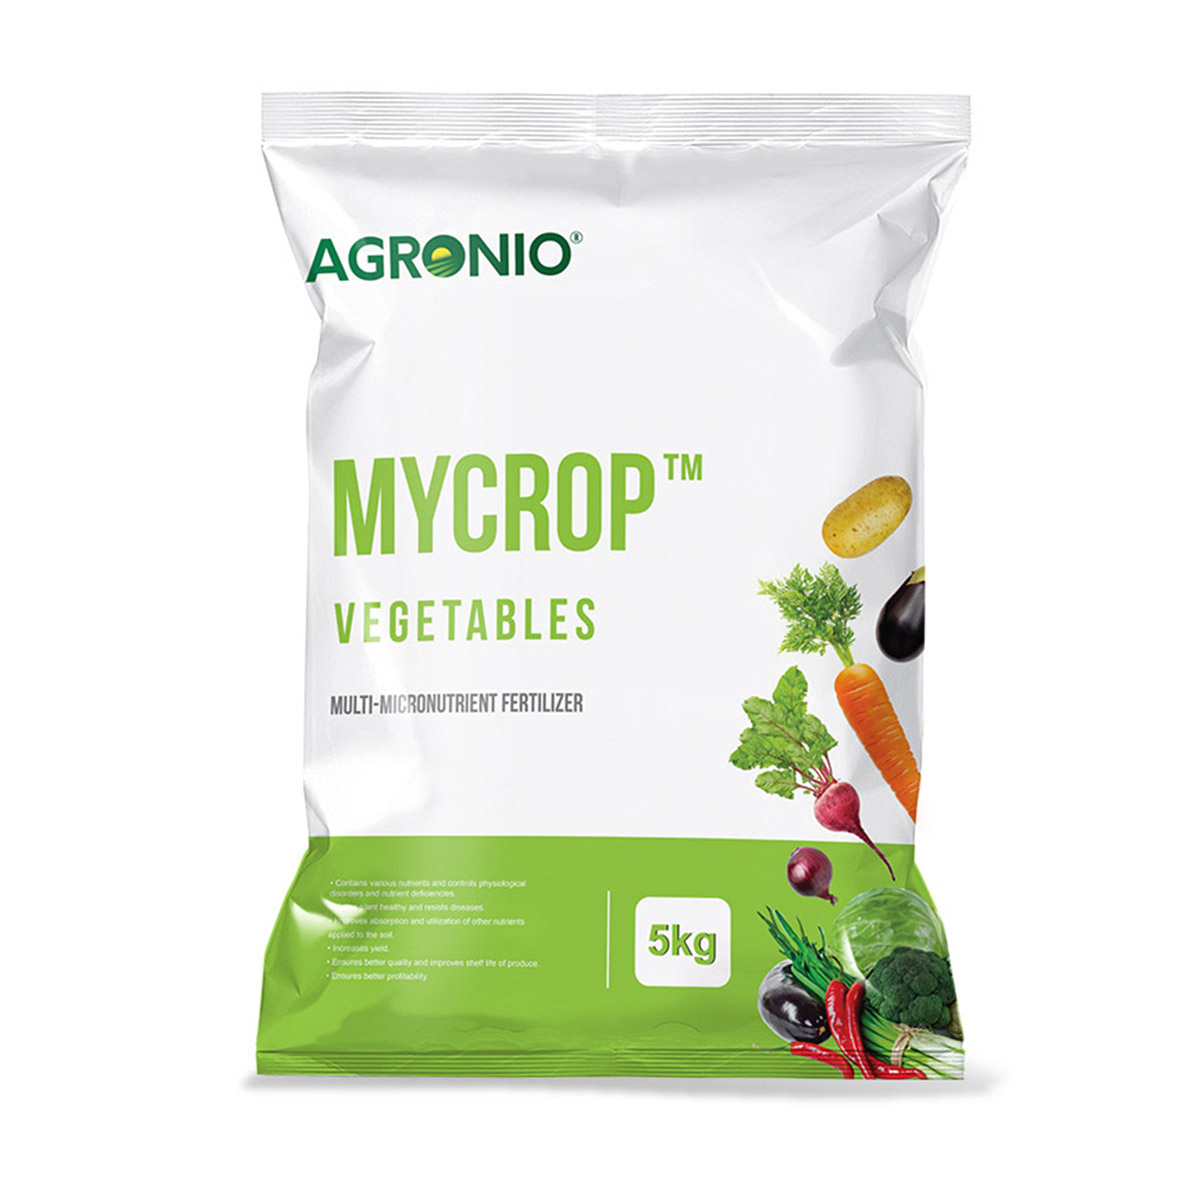 AGRONIO®
MYCROP™
VEGETABLES
MULTI-MICRONUTRIENT FERTILIZER
• Contains various nutrients and controls physiological
disorders and nutrient deficiencies.
plant healthy and resists diseases.
• Improves absorption and utilization of other nutrients
applied to the soil.
• Increases yield.
• Ensures better quality and improves shelf life of produce.
• Ensures better profitability.
5kg